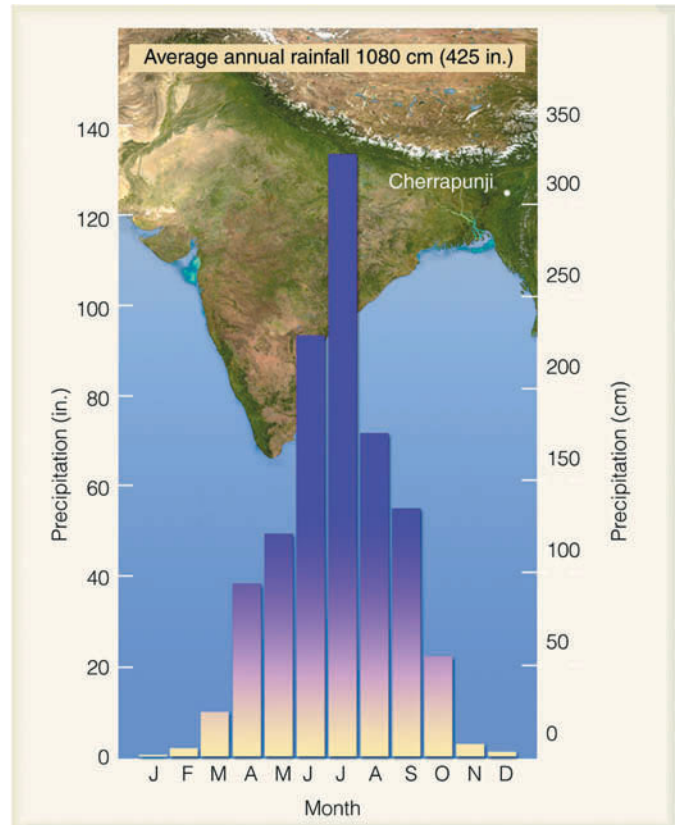 Average annual rainfall 1080 cm (425 in.)
Cherrapunji
Precipitation (in.)
140
120
100
80
60
40
20
0
350
300
250
200
150
100
50
0
Precipitation (cm)
J F M A M J J A S O N D
Month